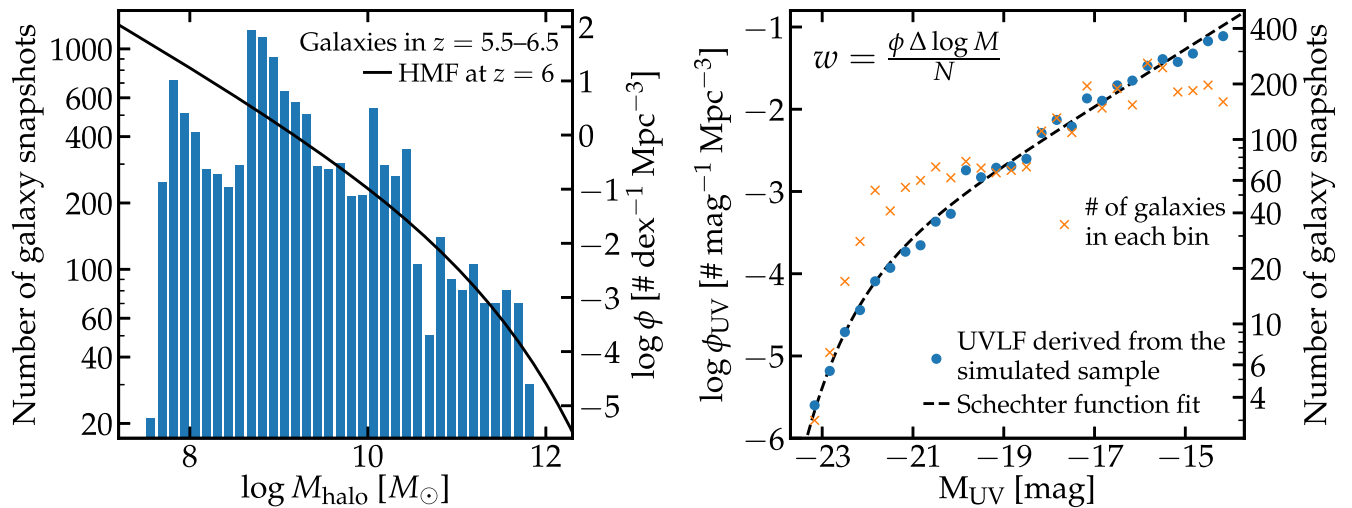 Number of galaxy snapshots
1000
600
400
200
100
60
40
20
Galaxies in z = 5.5–6.5
HMF at z = 6
2
1
0
−1
−2
−3
−4
−5
log ϕ [# dex⁻¹ Mpc⁻³]
8
10
12
log M_halo [M_⊙]
log ϕ_UV [# mag⁻¹ Mpc⁻³]
−1
−2
−3
−4
−5
−6
w = ϕ Δ log M / N
# of galaxies
in each bin
UVLF derived from the
simulated sample
Schechter function fit
400
200
100
60
40
20
10
6
4
Number of galaxy snapshots
−23
−21
−19
−17
−15
M_UV [mag]